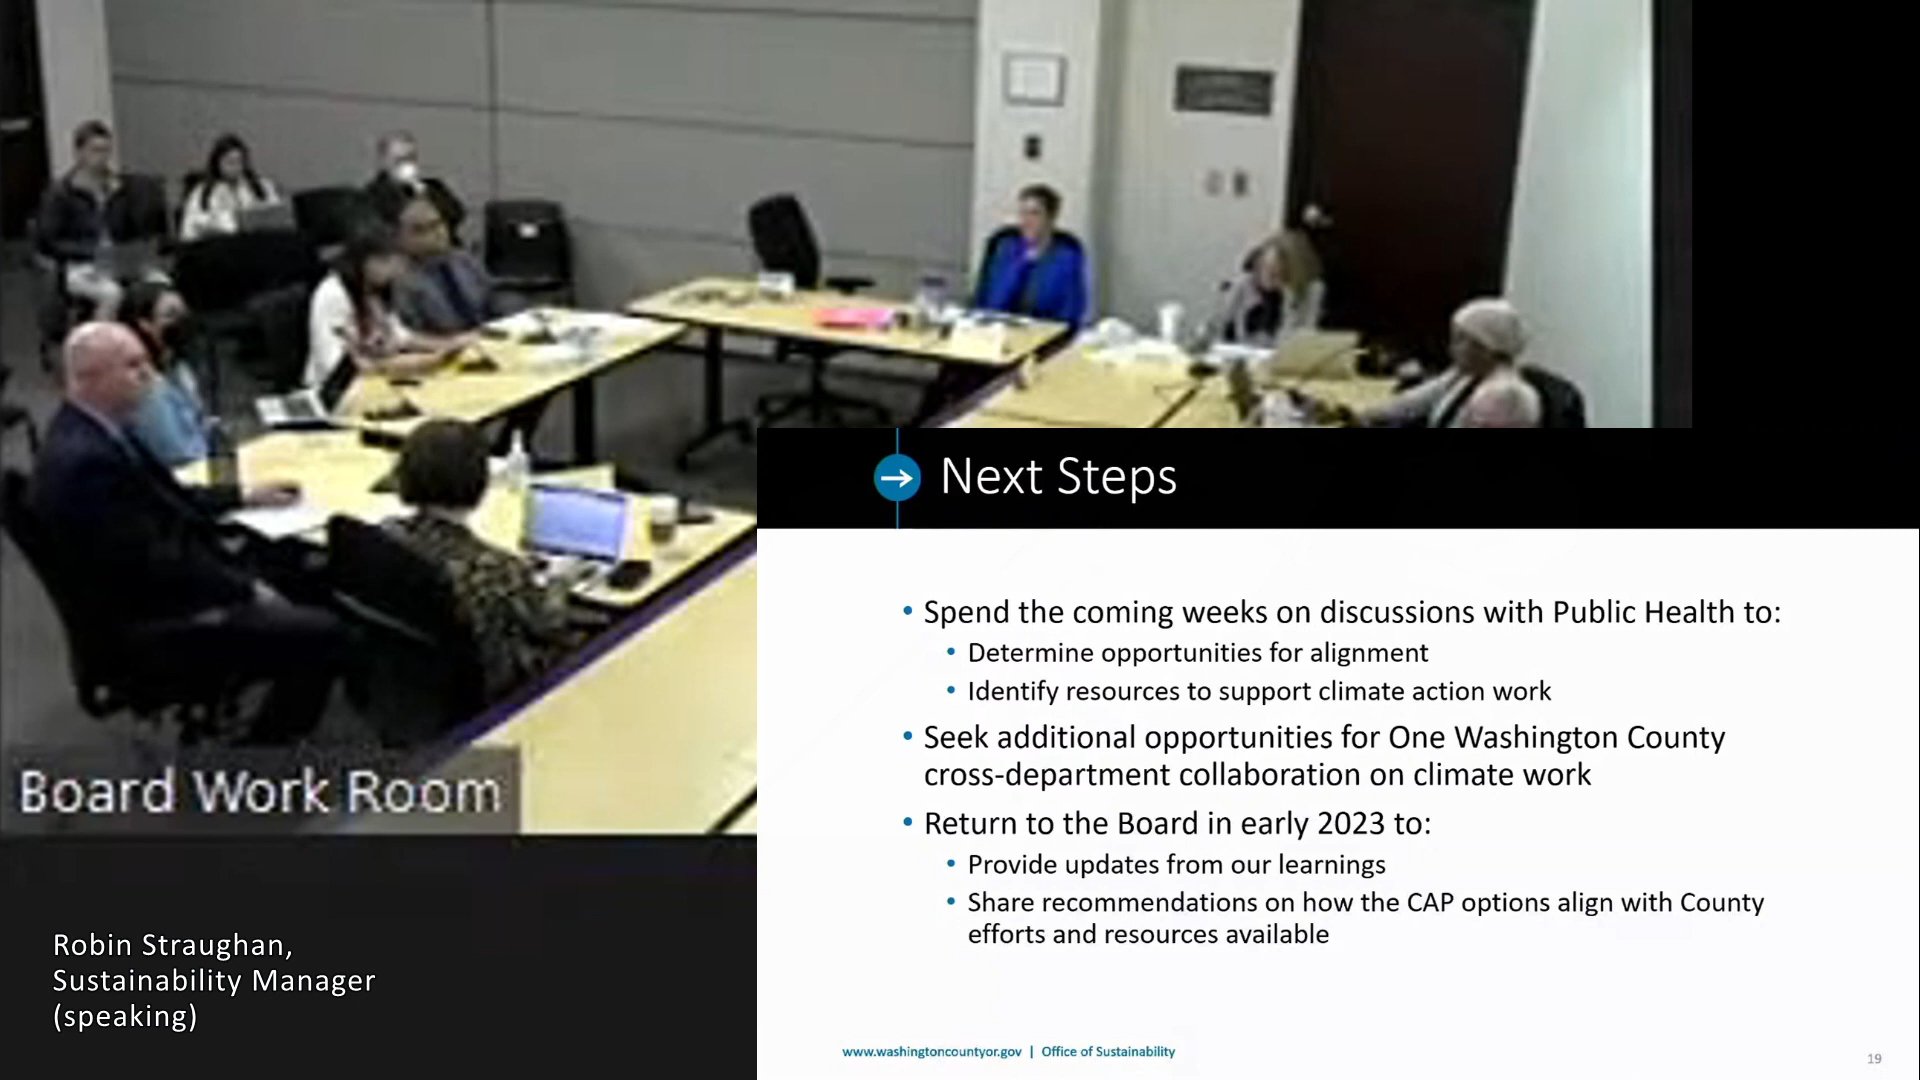 Board Work Room
Robin Straughan,
Sustainability Manager
(speaking)
Next Steps
• Spend the coming weeks on discussions with Public Health to:
• Determine opportunities for alignment
• Identify resources to support climate action work
• Seek additional opportunities for One Washington County
cross-department collaboration on climate work
• Return to the Board in early 2023 to:
• Provide updates from our learnings
• Share recommendations on how the CAP options align with County
efforts and resources available
www.washingtoncountyor.gov | Office of Sustainability
19